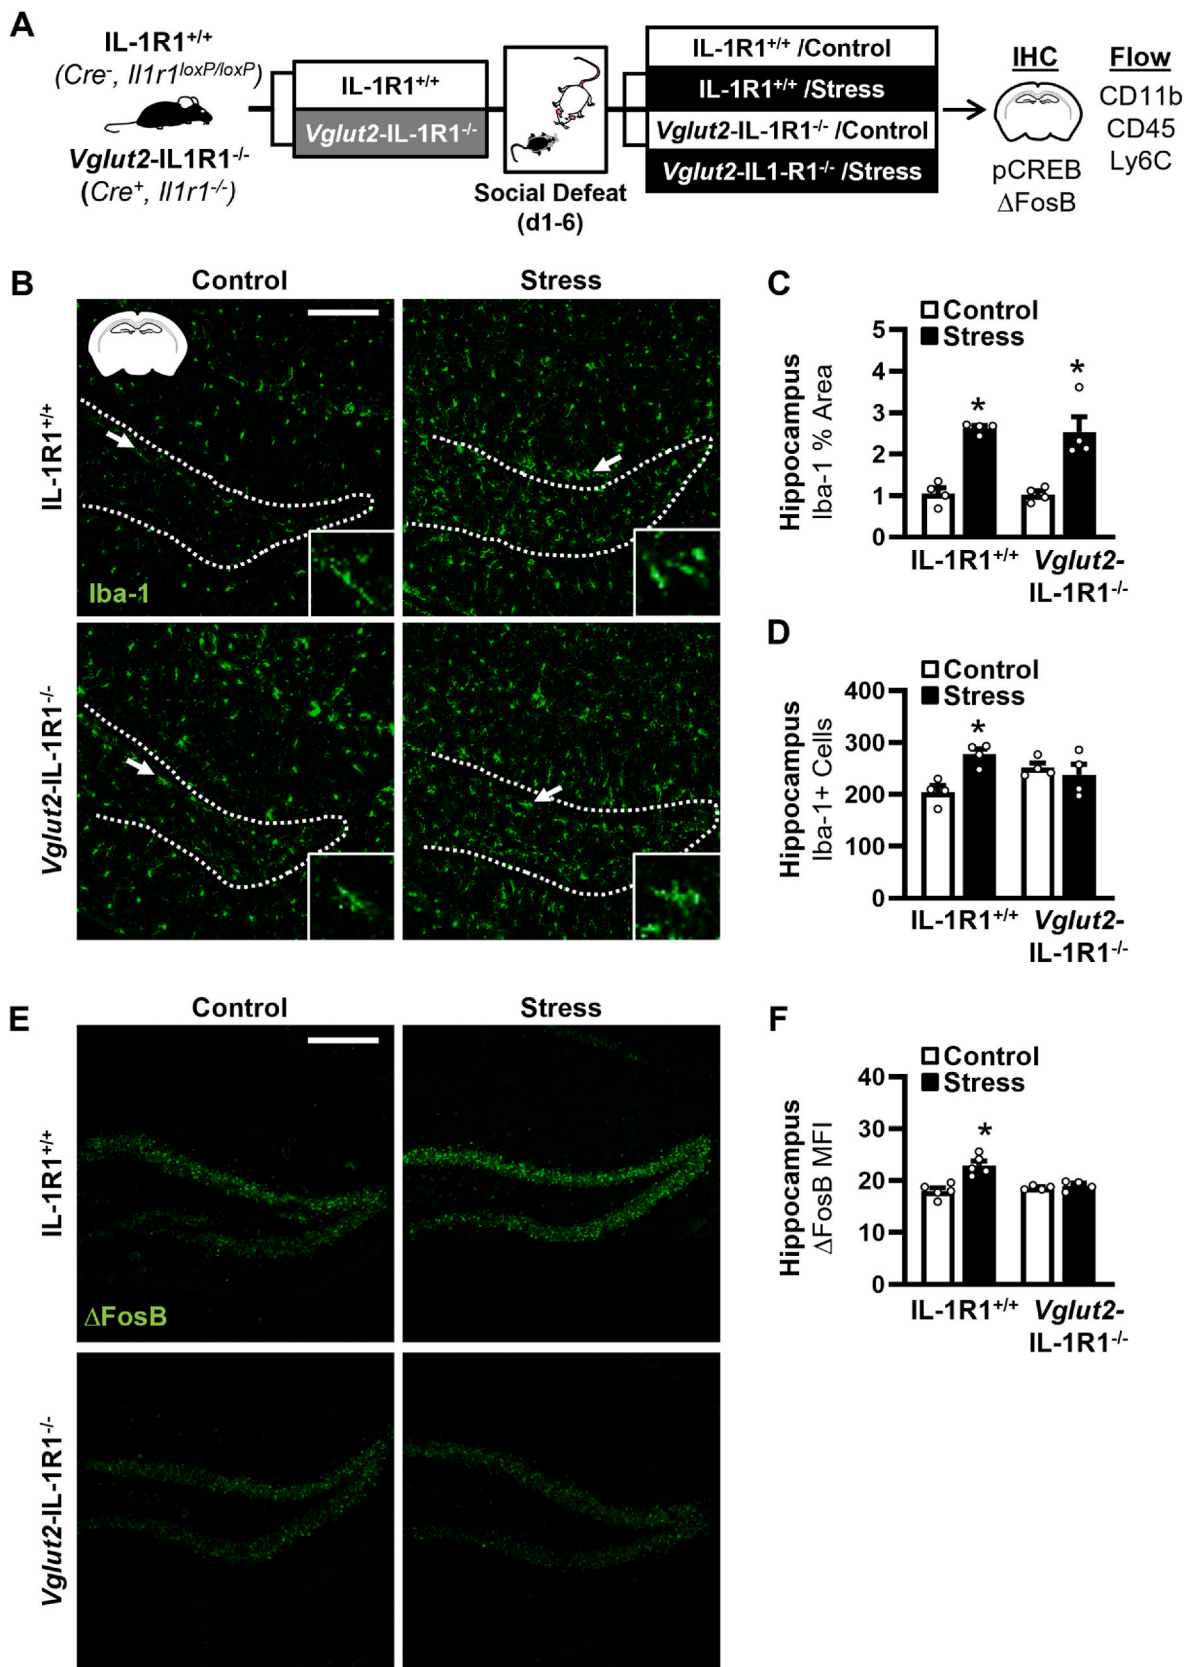 A
IL-1R1+/+
(Cre-, Il1r1loxP/loxP)
Vglut2-IL1R1-/-
(Cre+, Il1r1-/-)
IL-1R1+/+
Vglut2-IL-1R1-/-
Social Defeat
(d1-6)
IL-1R1+/+ /Control
IL-1R1+/+ /Stress
Vglut2-IL-1R1-/- /Control
Vglut2-IL1-R1-/- /Stress
IHC
pCREB
ΔFosB
Flow
CD11b
CD45
Ly6C
B
Control
Stress
IL-1R1+/+
Iba-1
Vglut2-IL-1R1-/-
C
Control
Stress
Hippocampus
Iba-1 % Area
5
4
3
2
1
0
*
*
IL-1R1+/+
Vglut2-
IL-1R1-/-
D
Control
Stress
Hippocampus
Iba-1+ Cells
400
300
200
100
0
*
IL-1R1+/+
Vglut2-
IL-1R1-/-
E
Control
Stress
IL-1R1+/+
ΔFosB
Vglut2-IL-1R1-/-
F
Control
Stress
Hippocampus
ΔFosB MFI
40
30
20
10
0
*
IL-1R1+/+
Vglut2-
IL-1R1-/-